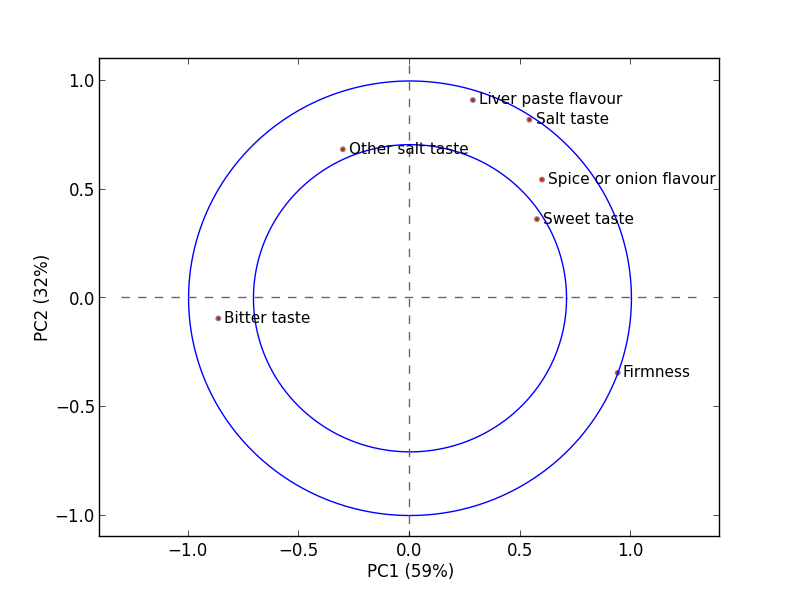 1.0
Liver paste flavour
Salt taste
Other salt taste
0.5
Spice or onion flavour
Sweet taste
PC2 (32%)
0.0
Bitter taste
Firmness
−0.5
−1.0
−1.0 −0.5 0.0 0.5 1.0
PC1 (59%)